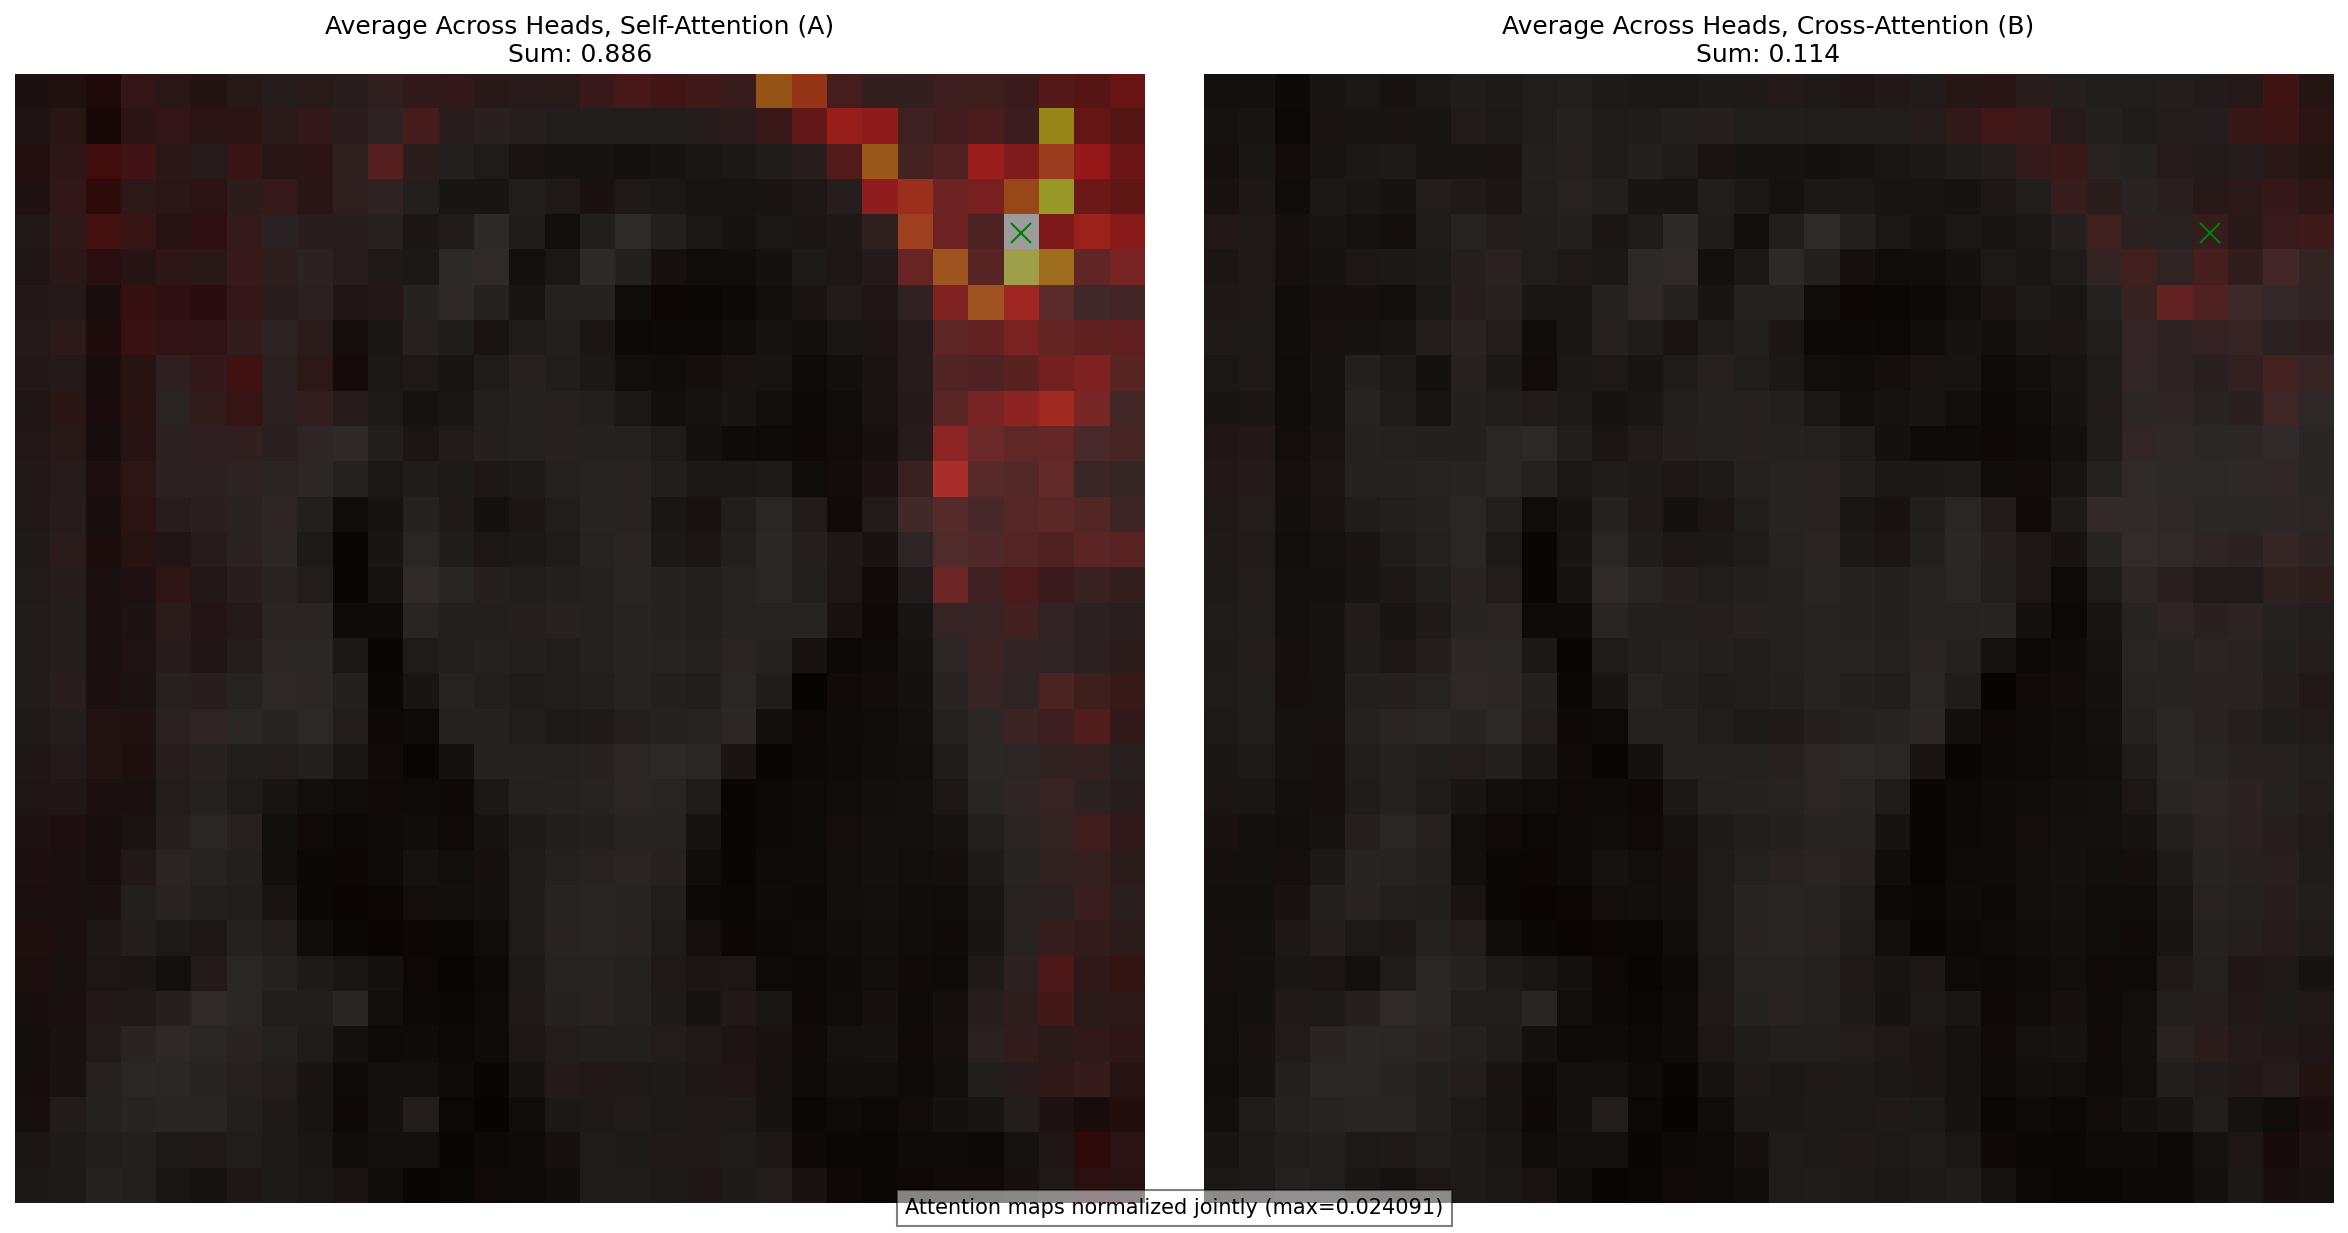 Average Across Heads, Self-Attention (A)
Sum: 0.886
Average Across Heads, Cross-Attention (B)
Sum: 0.114
Attention maps normalized jointly (max=0.024091)